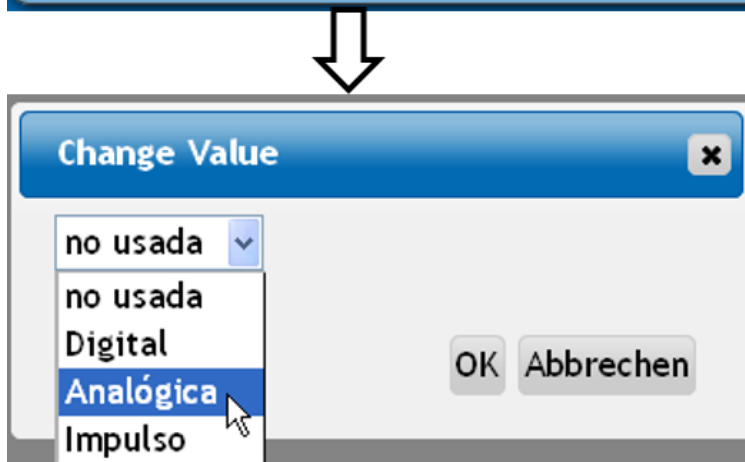 Change Value
no usada
no usada
Digital
Analógica
Impulso
OK Abbrechen